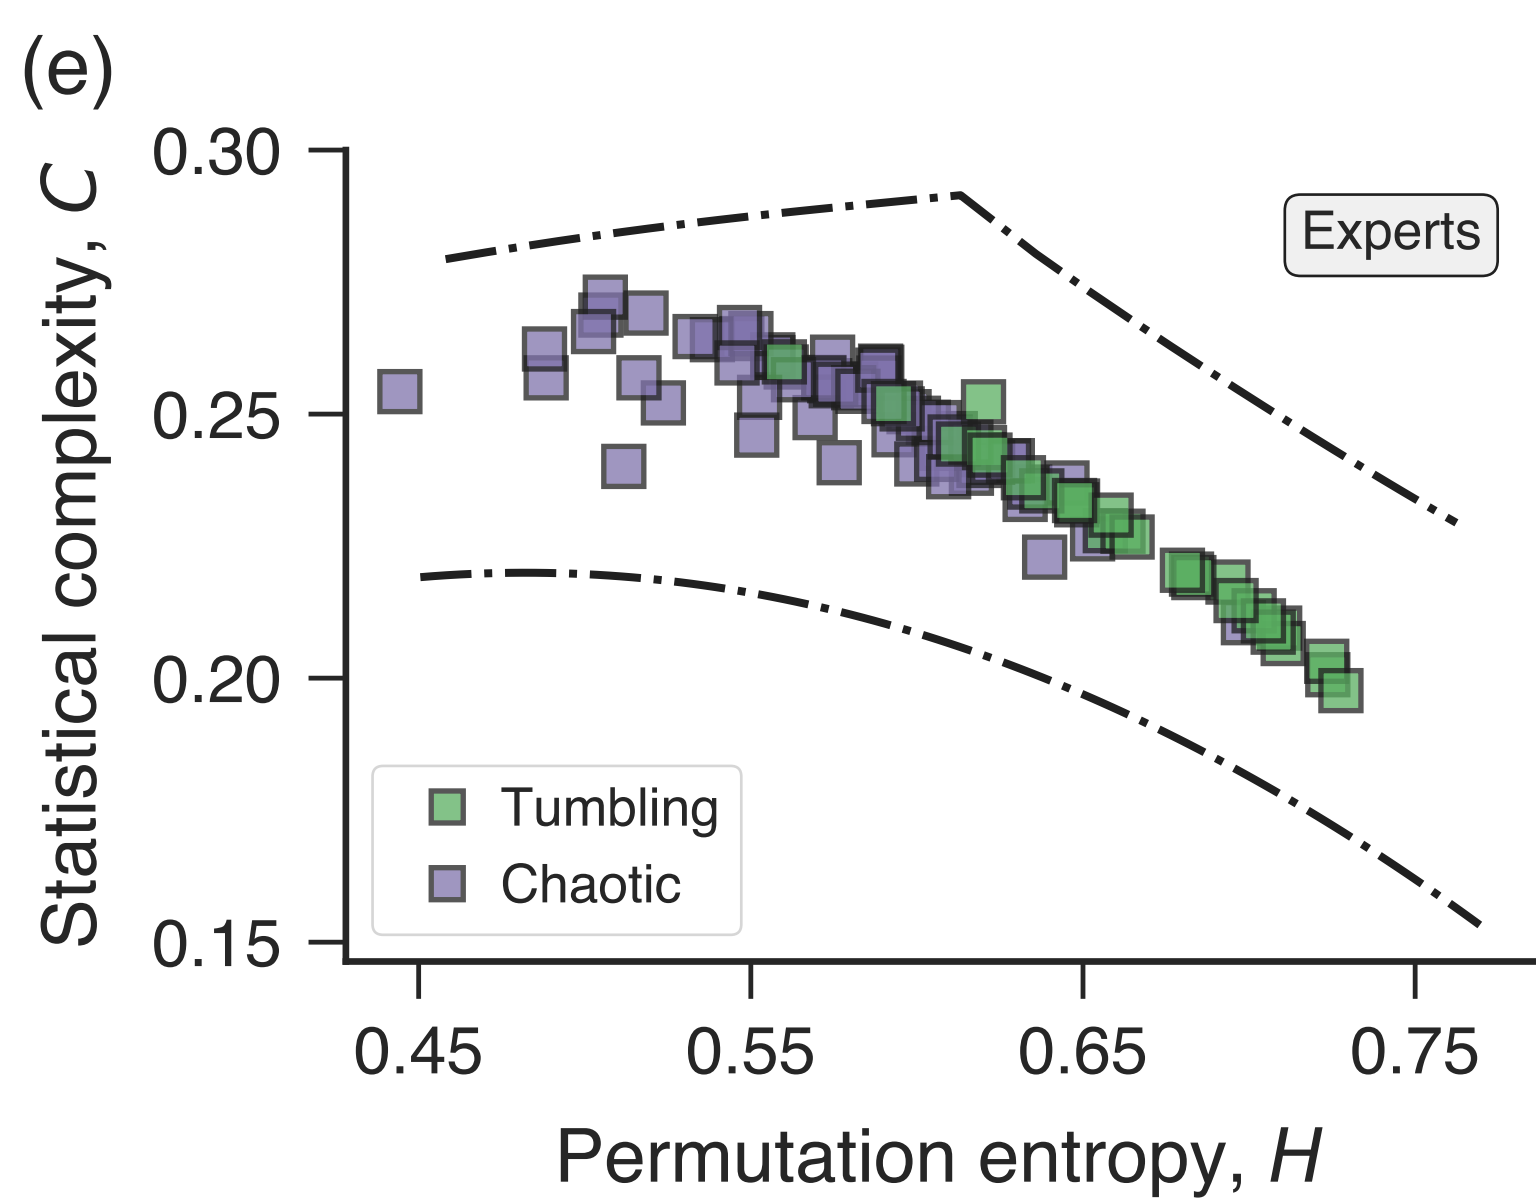 (e)
Statistical complexity, C
0.30
0.25
0.20
0.15
Experts
Tumbling
Chaotic
0.45 0.55 0.65 0.75
Permutation entropy, H